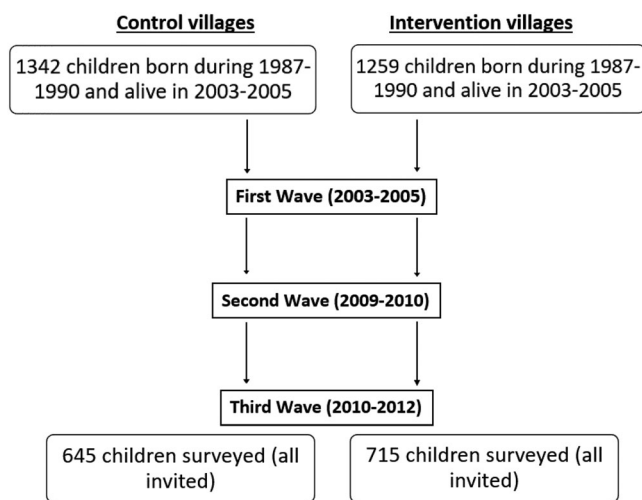 Control villages
Intervention villages
1342 children born during 1987-
1990 and alive in 2003-2005
1259 children born during 1987-
1990 and alive in 2003-2005
First Wave (2003-2005)
Second Wave (2009-2010)
Third Wave (2010-2012)
645 children surveyed (all
invited)
715 children surveyed (all
invited)